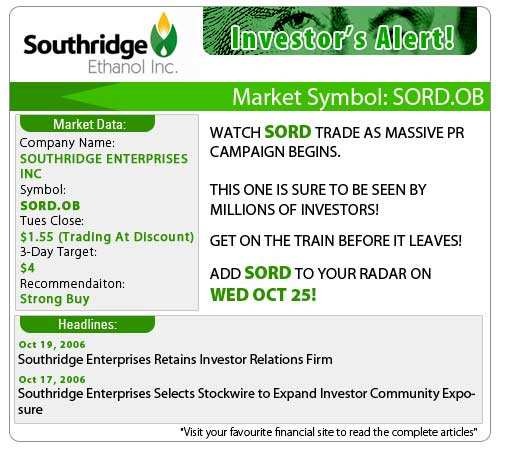 Southridge
Ethanol Inc.
Investor's Alert!
Market Symbol: SORD.OB
Market Data:
Company Name:
SOUTHRIDGE ENTERPRISES
INC
Symbol:
SORD.OB
Tues Close:
$1.55 (Trading At Discount)
3-Day Target:
$4
Recommendaiton:
Strong Buy
WATCH SORD TRADE AS MASSIVE PR
CAMPAIGN BEGINS.
THIS ONE IS SURE TO BE SEEN BY
MILLIONS OF INVESTORS!
GET ON THE TRAIN BEFORE IT LEAVES!
ADD SORD TO YOUR RADAR ON
WED OCT 25!
Headlines:
Oct 19, 2006
Southridge Enterprises Retains Investor Relations Firm
Oct 17, 2006
Southridge Enterprises Selects Stockwire to Expand Investor Community Expo-
sure
"Visit your favourite financial site to read the complete articles"